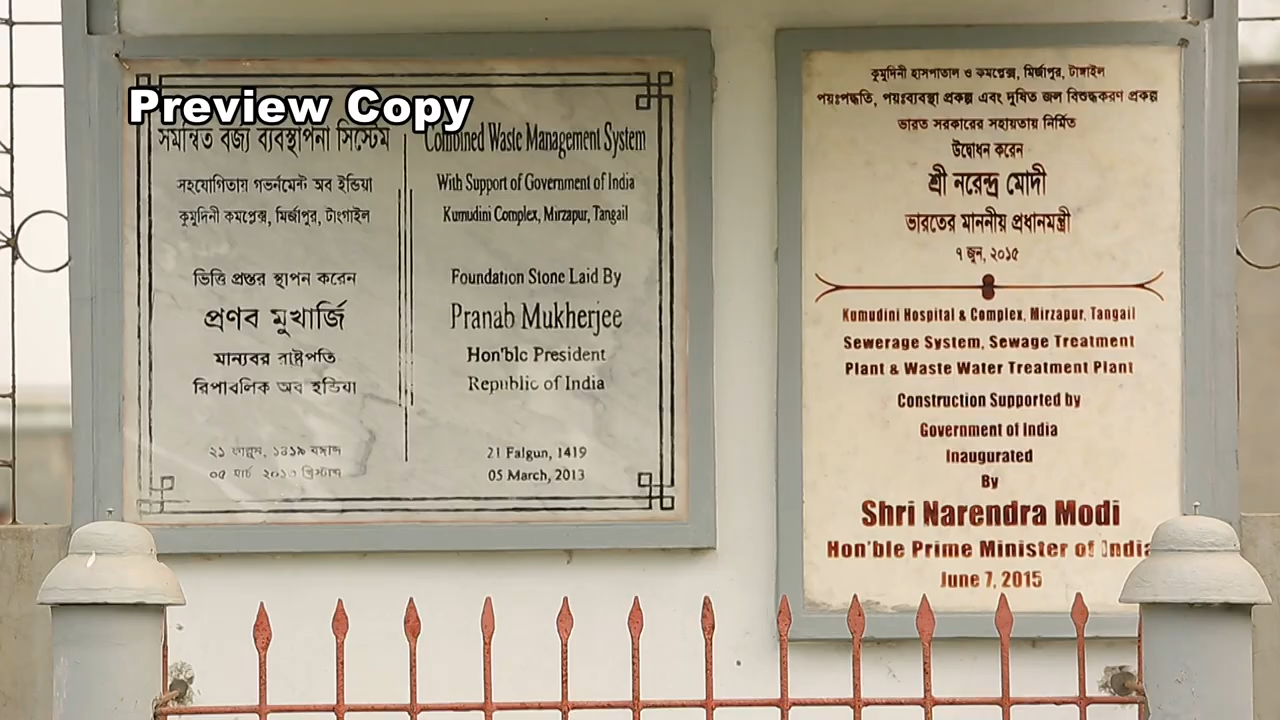 Preview Copy
সমান্বিত বর্জ্য ব্যবস্থাপনা সিস্টেম
সহযোগিতায় গভর্নমেন্ট অব ইন্ডিয়া
কুমুদিনী কমপ্লেক্স, মির্জাপুর, টাংগাইল
ভিত্তি প্রস্তর স্থাপন করেন
প্রণব মুখার্জি
মান্যবর রাষ্ট্রপতি
রিপাবলিক অব ইন্ডিয়া
২১ ফাল্গুন, ১৪১৯ বঙ্গাব্দ
০৫ মার্চ ২০১৩ খ্রিস্টাব্দ
Combined Waste Management System
With Support of Government of India
Kumudini Complex, Mirzapur, Tangail
Foundation Stone Laid By
Pranab Mukherjee
Hon'ble President
Republic of India
21 Falgun, 1419
05 March, 2013
কুমুদিনী হাসপাতাল ও কমপ্লেক্স, মির্জাপুর, টাঙ্গাইল
পয়ঃপদ্ধতি, পয়ঃব্যবস্থা প্রকল্প এবং দূষিত জল বিশুদ্ধকরণ প্রকল্প
ভারত সরকারের সহায়তায় নির্মিত
উদ্বোধন করেন
শ্রী নরেন্দ্র মোদী
ভারতের মাননীয় প্রধানমন্ত্রী
৭ জুন, ২০১৫
Kumudini Hospital & Complex, Mirzapur, Tangail
Sewerage System, Sewage Treatment
Plant & Waste Water Treatment Plant
Construction Supported by
Government of India
Inaugurated
By
Shri Narendra Modi
Hon'ble Prime Minister of India
June 7, 2015